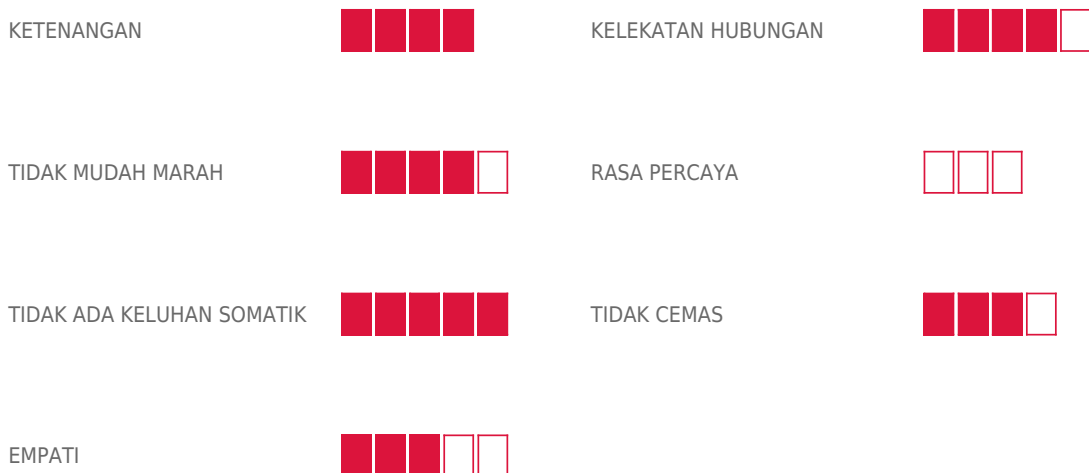 KETENANGAN
KELEKATAN HUBUNGAN
TIDAK MUDAH MARAH
RASA PERCAYA
TIDAK ADA KELUHAN SOMATIK
TIDAK CEMAS
EMPATI